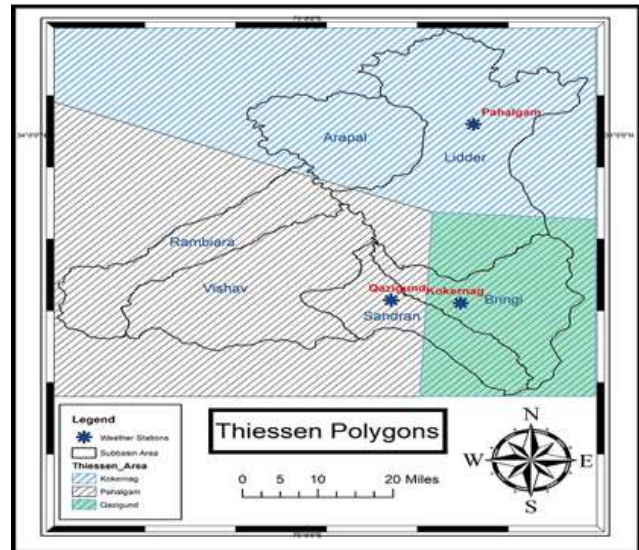 Pahalgam
Arapal
Lidder
Rambiara
Vishav
Qazigund
Kokernag
Bringi
Sandran
Legend
Weather Stations
Subbasin Area
Thiessen_Area
Kokernag
Pahalgam
Qazigund
Thiessen Polygons
0 5 10 20 Miles
N
W E
S